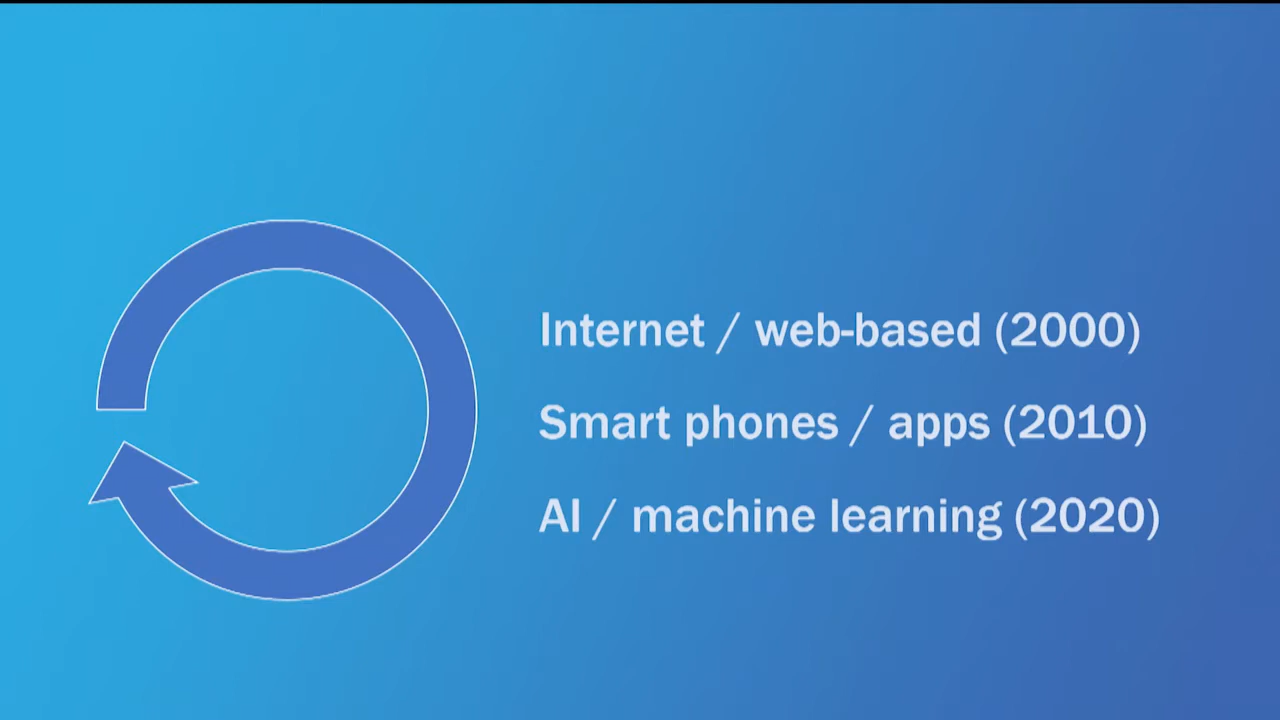 Internet / web-based (2000)
Smart phones / apps (2010)
AI / machine learning (2020)